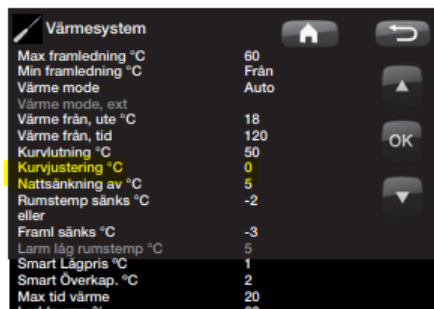 Värmesystem
Max framledning °C 60
Min framledning °C Från
Värme mode Auto
Värme mode, ext
Värme från, ute °C 18
Värme från, tid 120
OK
Kurvlutning °C 50
Kurvjustering °C 0
Nattsänkning av °C 5
Rumstemp sänks °C -2
eller
Framl sänks °C -3
Larm låg rumstemp °C 5
Smart Lågpris ºC 1
Smart Överkap. °C 2
Max tid värme 20